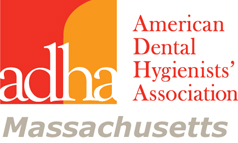 adha
American
Dental
Hygienists'
Association
Massachusetts